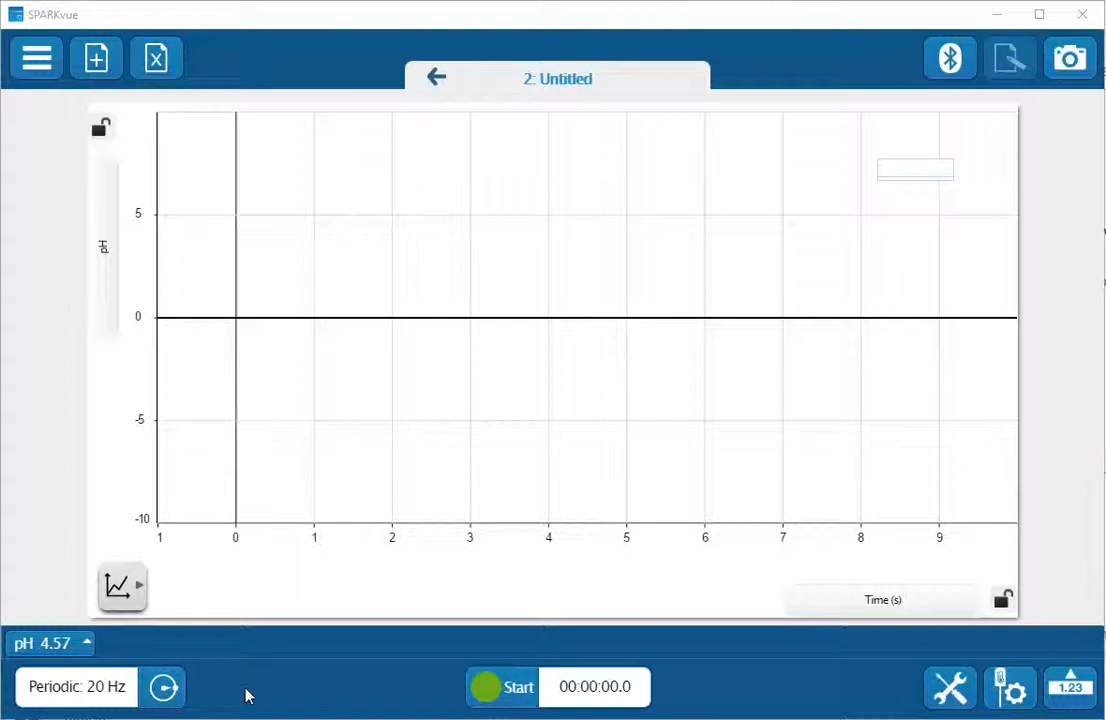 SPARKvue
2: Untitled
5
pH
0
-5
-10
1 0 1 2 3 4 5 6 7 8 9
Time (s)
pH 4.57
Periodic: 20 Hz
Start
00:00:00.0
1.23